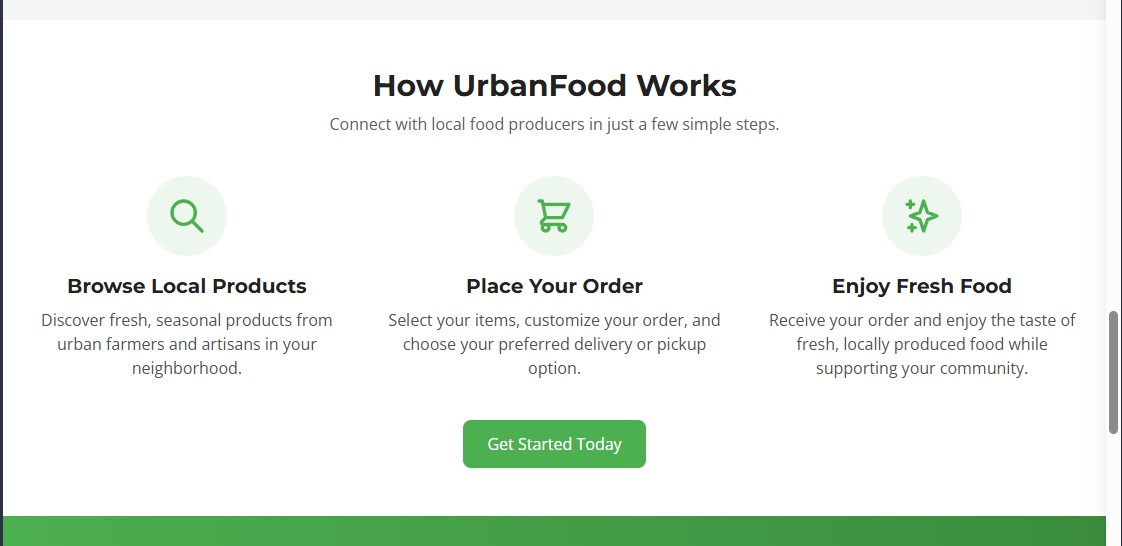 How UrbanFood Works
Connect with local food producers in just a few simple steps.
Browse Local Products
Discover fresh, seasonal products from
urban farmers and artisans in your
neighborhood.
Place Your Order
Select your items, customize your order, and
choose your preferred delivery or pickup
option.
Enjoy Fresh Food
Receive your order and enjoy the taste of
fresh, locally produced food while
supporting your community.
Get Started Today